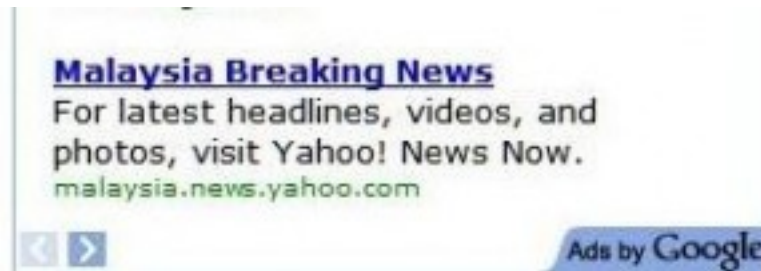 Malaysia Breaking News
For latest headlines, videos, and
photos, visit Yahoo! News Now.
malaysia.news.yahoo.com
Ads by Google